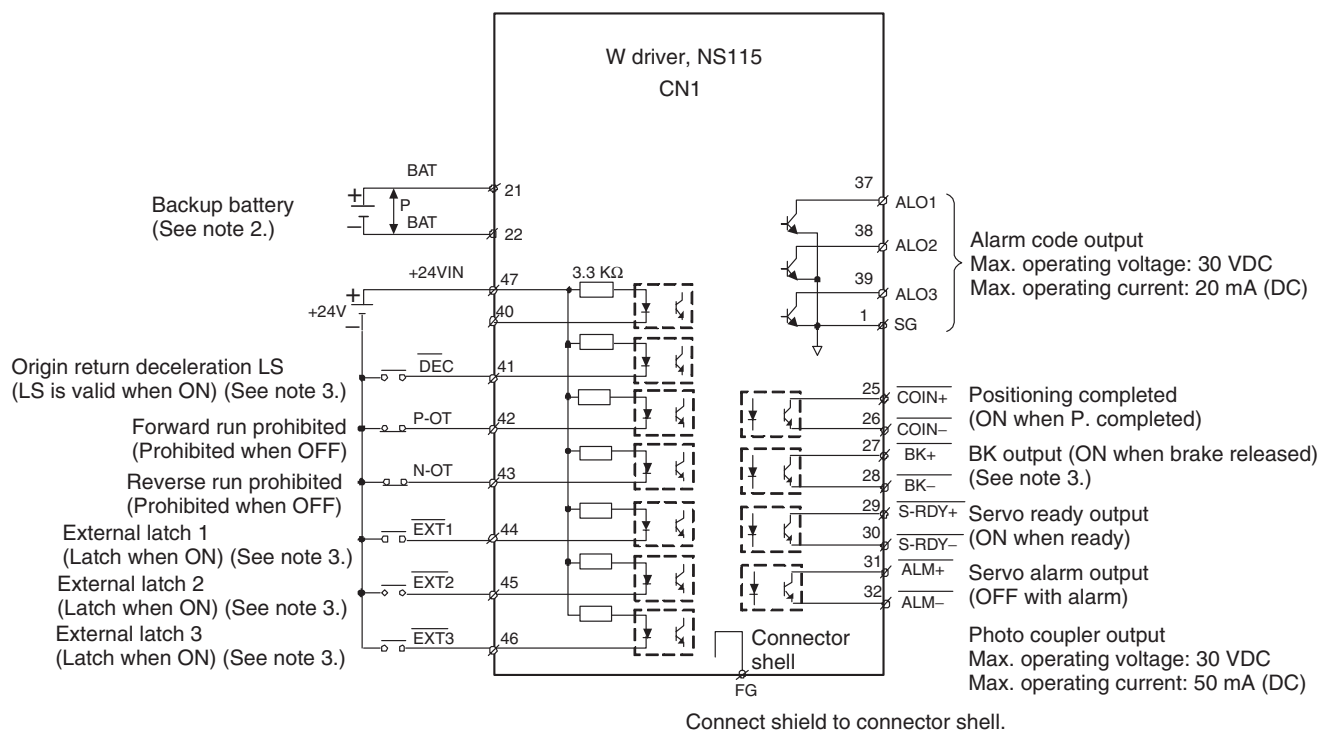 W driver, NS115
CN1
BAT
21
Backup battery
(See note 2.)
+
P
–
BAT
22
+24VIN
47
3.3 KΩ
+
+24V
–
40
Origin return deceleration LS
(LS is valid when ON) (See note 3.)
DEC
41
Forward run prohibited
(Prohibited when OFF)
P-OT
42
Reverse run prohibited
(Prohibited when OFF)
N-OT
43
External latch 1
(Latch when ON) (See note 3.)
EXT1
44
External latch 2
(Latch when ON) (See note 3.)
EXT2
45
External latch 3
(Latch when ON) (See note 3.)
EXT3
46
37
ALO1
38
ALO2
39
ALO3
1
SG
Alarm code output
Max. operating voltage: 30 VDC
Max. operating current: 20 mA (DC)
25
COIN+
26
COIN–
Positioning completed
(ON when P. completed)
27
BK+
28
BK–
BK output (ON when brake released)
(See note 3.)
29
S-RDY+
30
S-RDY–
Servo ready output
(ON when ready)
31
ALM+
32
ALM–
Servo alarm output
(OFF with alarm)
Photo coupler output
Max. operating voltage: 30 VDC
Max. operating current: 50 mA (DC)
Connector
shell
FG
Connect shield to connector shell.